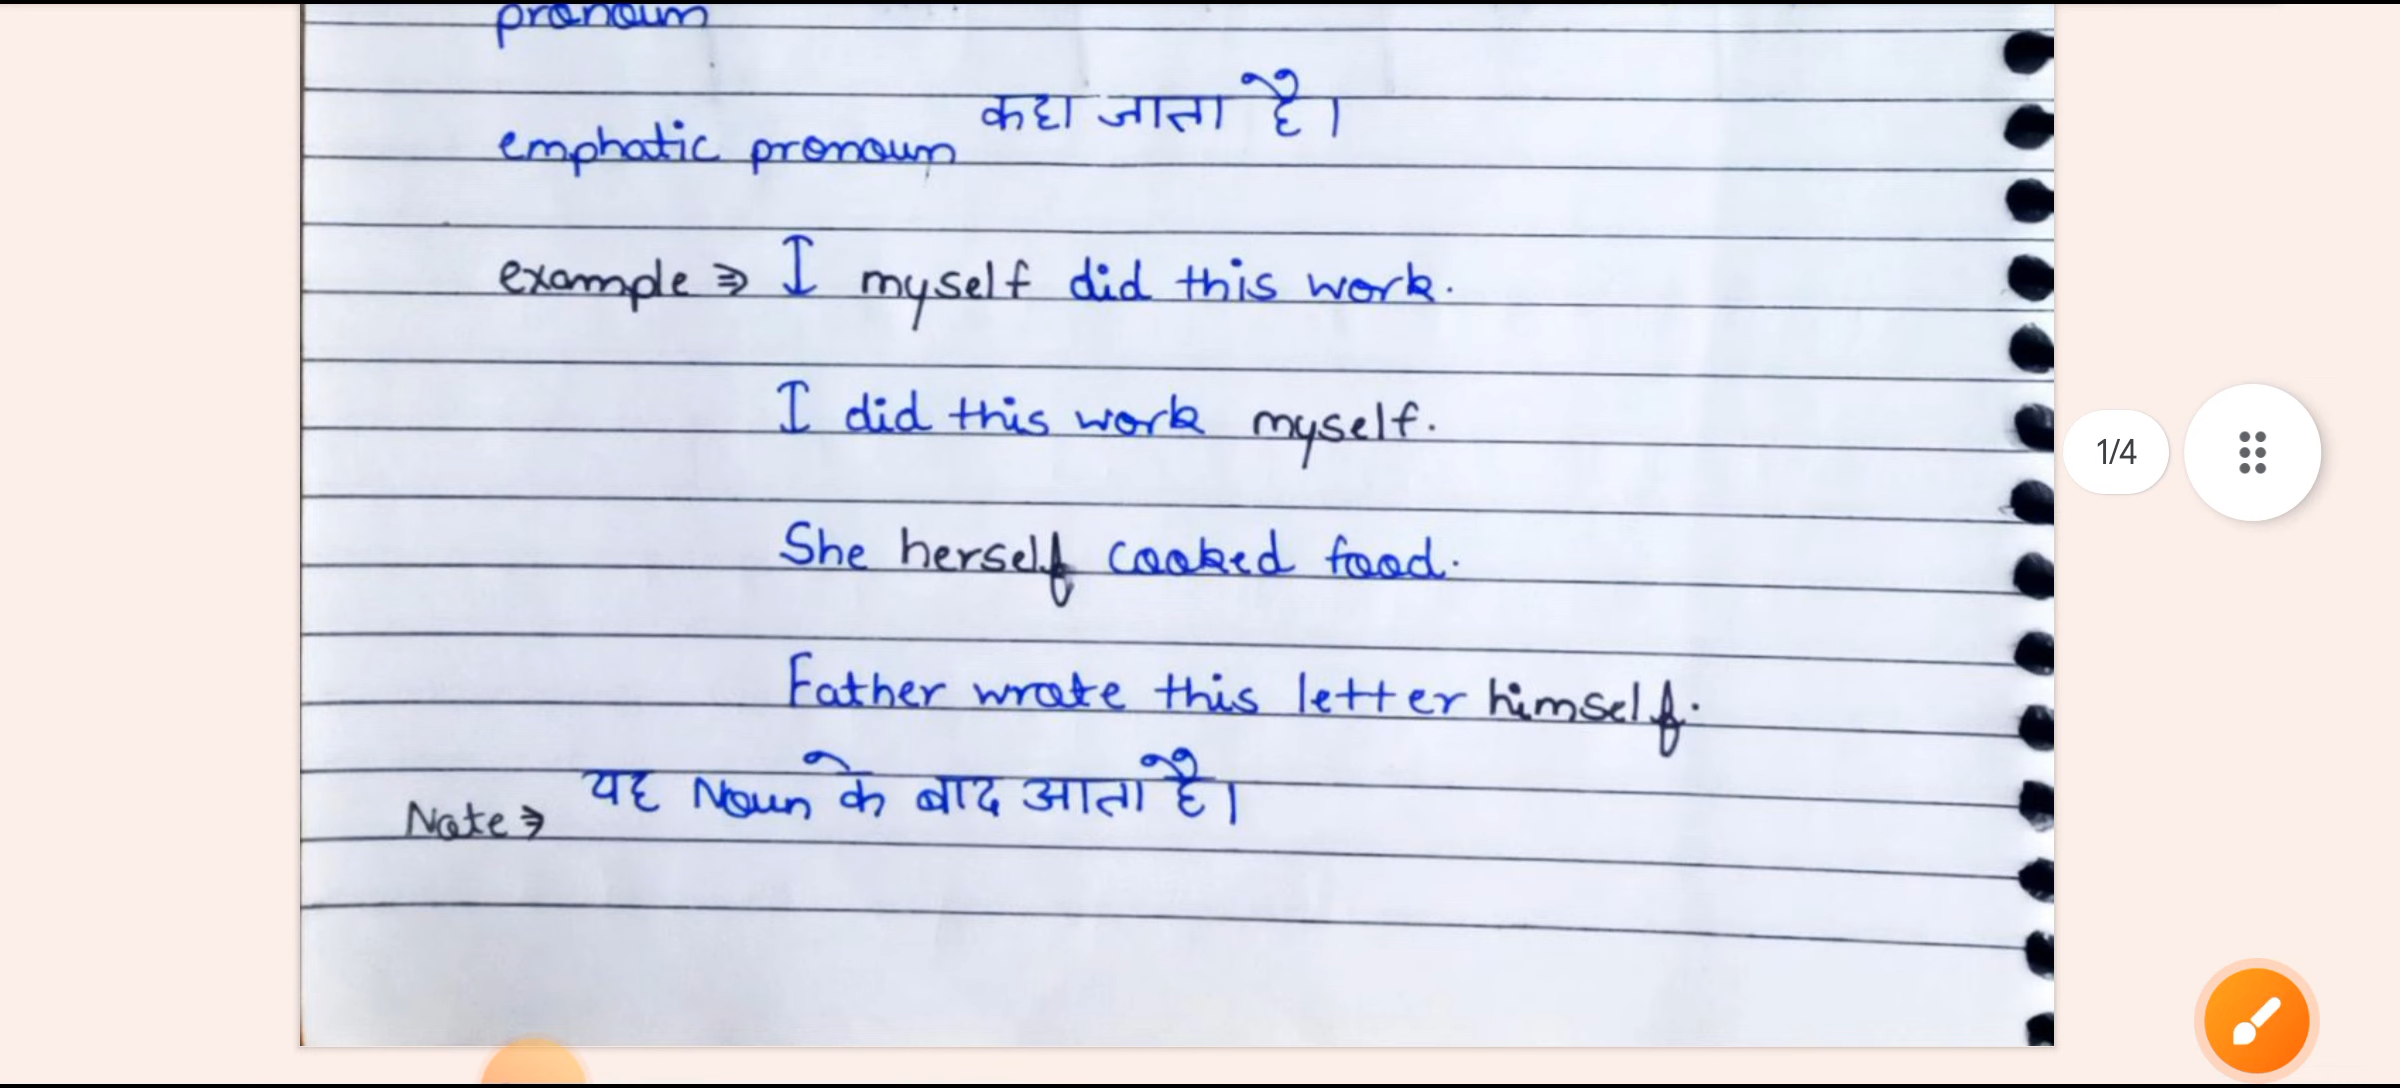 pronoun
emphatic pronoun कहा जाता है।
example ⇒ I myself did this work.
I did this work myself.
She herself cooked food.
Father wrote this letter himself.
Note ⇒ यह Noun के बाद आता है।
1/4